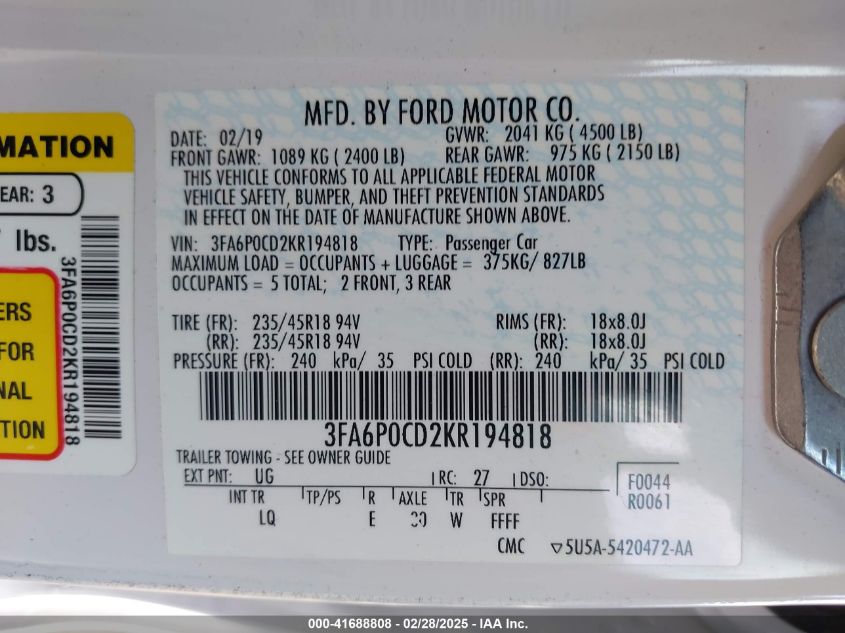 MATION
EAR: 3
lbs.
ERS
FOR
NAL
TION
3FA6P0CD2KR194818
MFD. BY FORD MOTOR CO.
DATE: 02/19 GVWR: 2041 KG ( 4500 LB)
FRONT GAWR: 1089 KG ( 2400 LB) REAR GAWR: 975 KG ( 2150 LB)
THIS VEHICLE CONFORMS TO ALL APPLICABLE FEDERAL MOTOR
VEHICLE SAFETY, BUMPER, AND THEFT PREVENTION STANDARDS
IN EFFECT ON THE DATE OF MANUFACTURE SHOWN ABOVE.
VIN: 3FA6P0CD2KR194818 TYPE: Passenger Car
MAXIMUM LOAD = OCCUPANTS + LUGGAGE = 375KG/ 827LB
OCCUPANTS = 5 TOTAL; 2 FRONT, 3 REAR
TIRE (FR): 235/45R18 94V RIMS (FR): 18x8.0J
(RR): 235/45R18 94V (RR): 18x8.0J
PRESSURE (FR): 240 kPa/ 35 PSI COLD (RR): 240 kPa/ 35 PSI COLD
3FA6P0CD2KR194818
TRAILER TOWING - SEE OWNER GUIDE
EXT PNT: UG RC: 27 DSO: F0044
R0061
INT TR TP/PS R AXLE TR SPR
LQ E W FFFF
CMC ▽5U5A-5420472-AA
000-41688808 - 02/28/2025 - IAA Inc.